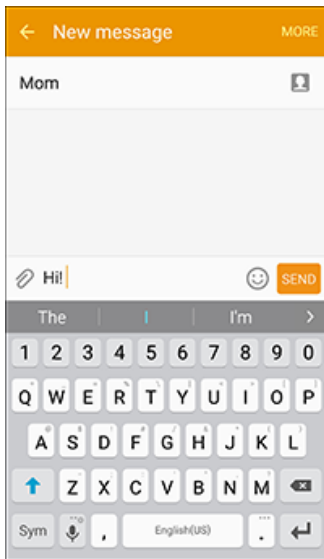 New message MORE
Mom
Hi! SEND
The I I'm
1 2 3 4 5 6 7 8 9 0
Q W E R T Y U I O P
A S D F G H J K L
Z X C V B N M
Sym , English(US) .